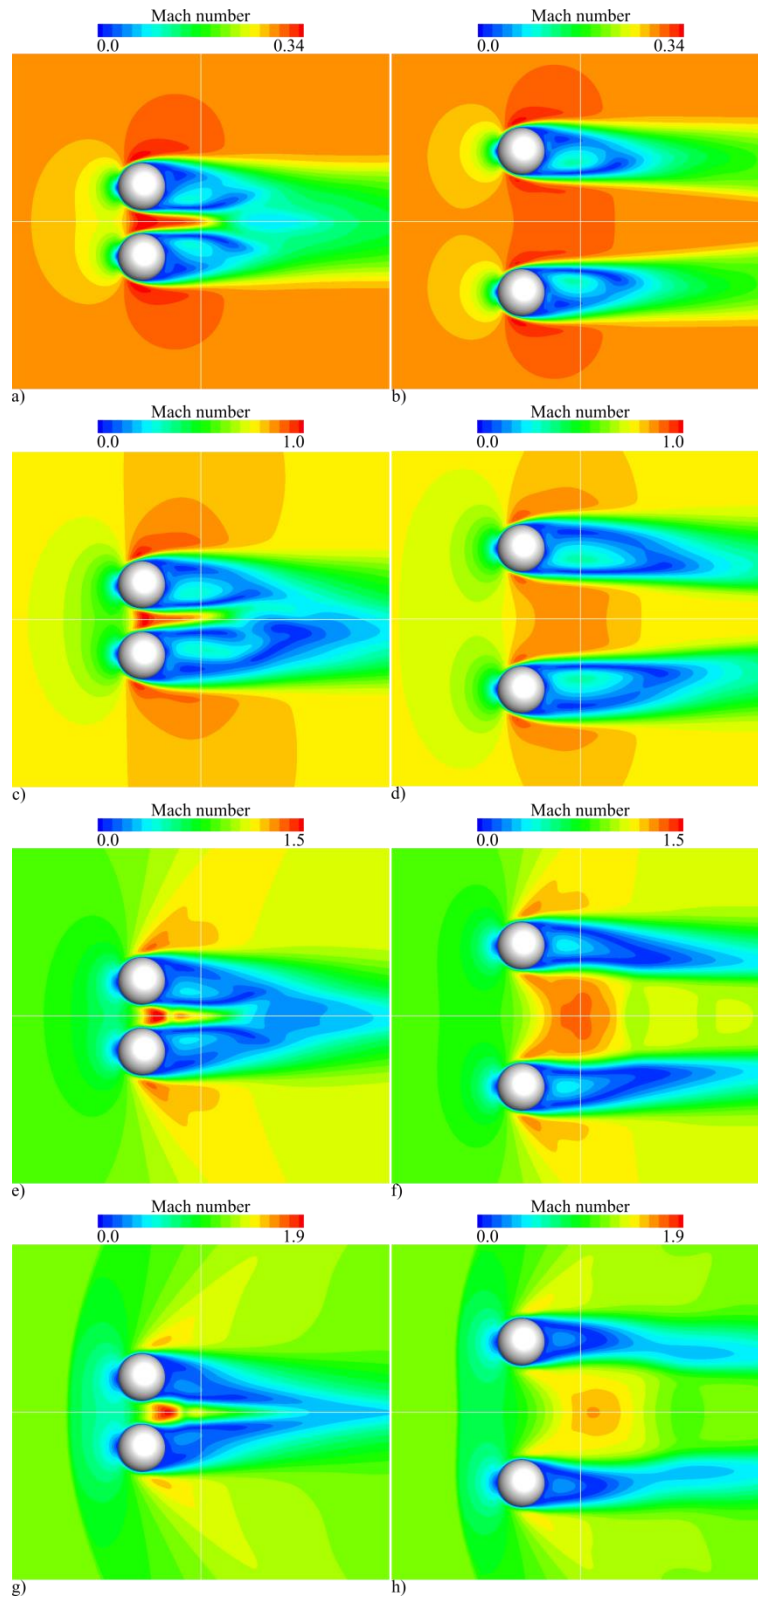 Mach number
0.0 0.34
Mach number
0.0 0.34
a)
b)
Mach number
0.0 1.0
Mach number
0.0 1.0
c)
d)
Mach number
0.0 1.5
Mach number
0.0 1.5
e)
f)
Mach number
0.0 1.9
Mach number
0.0 1.9
g)
h)